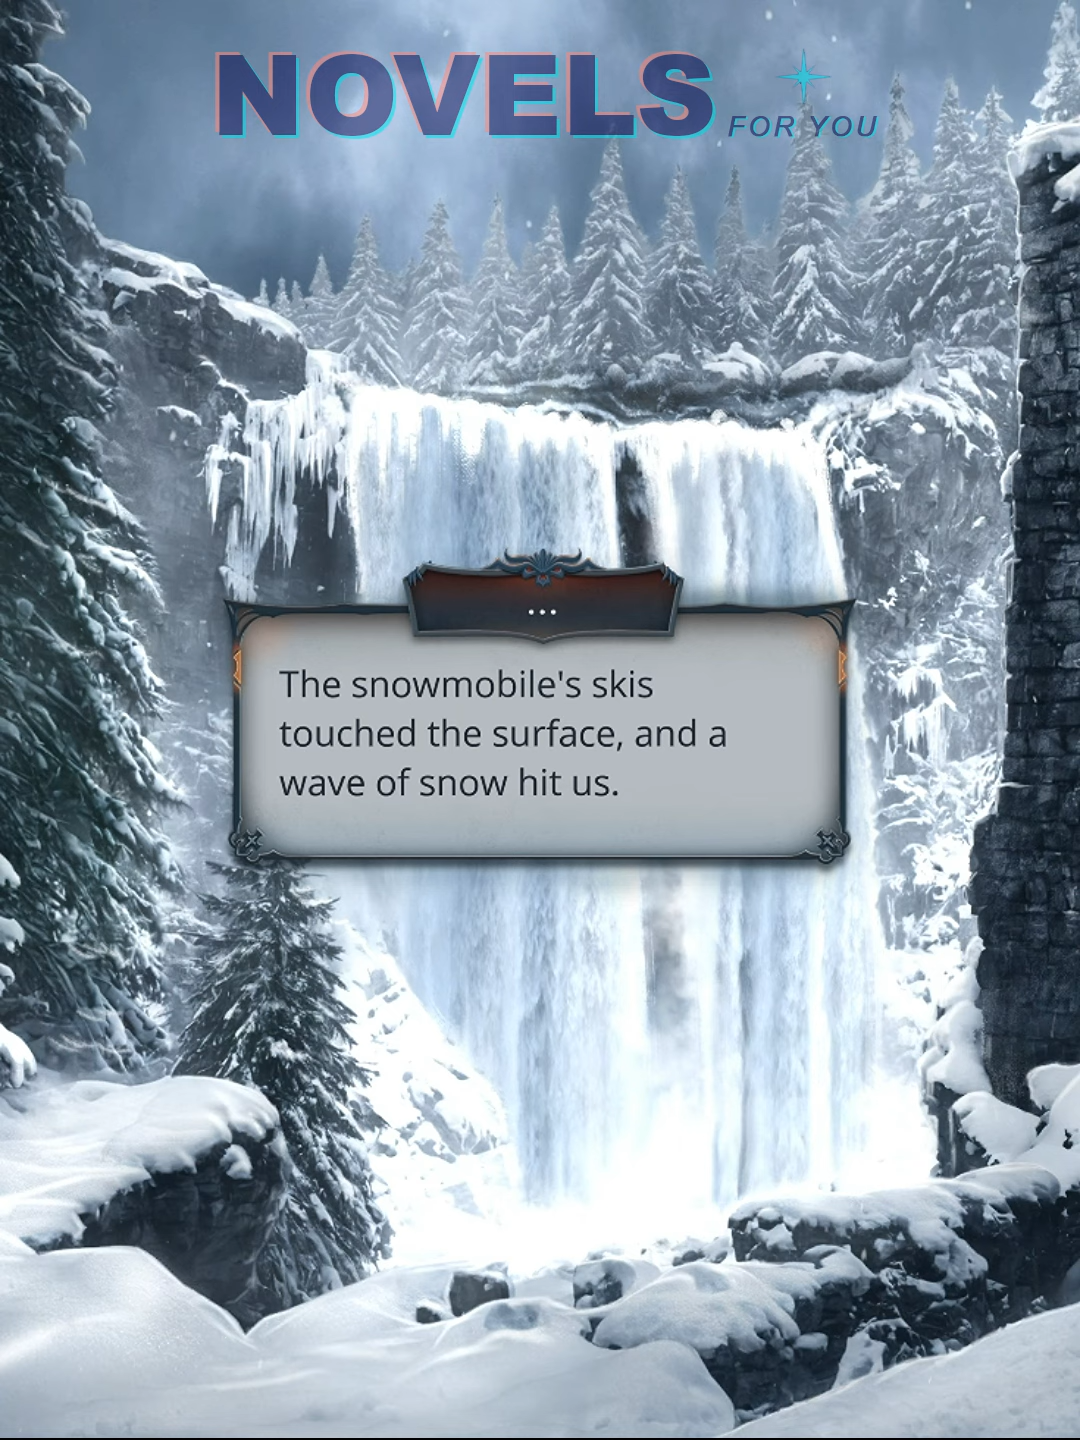 NOVELS FOR YOU
...
The snowmobile's skis
touched the surface, and a
wave of snow hit us.